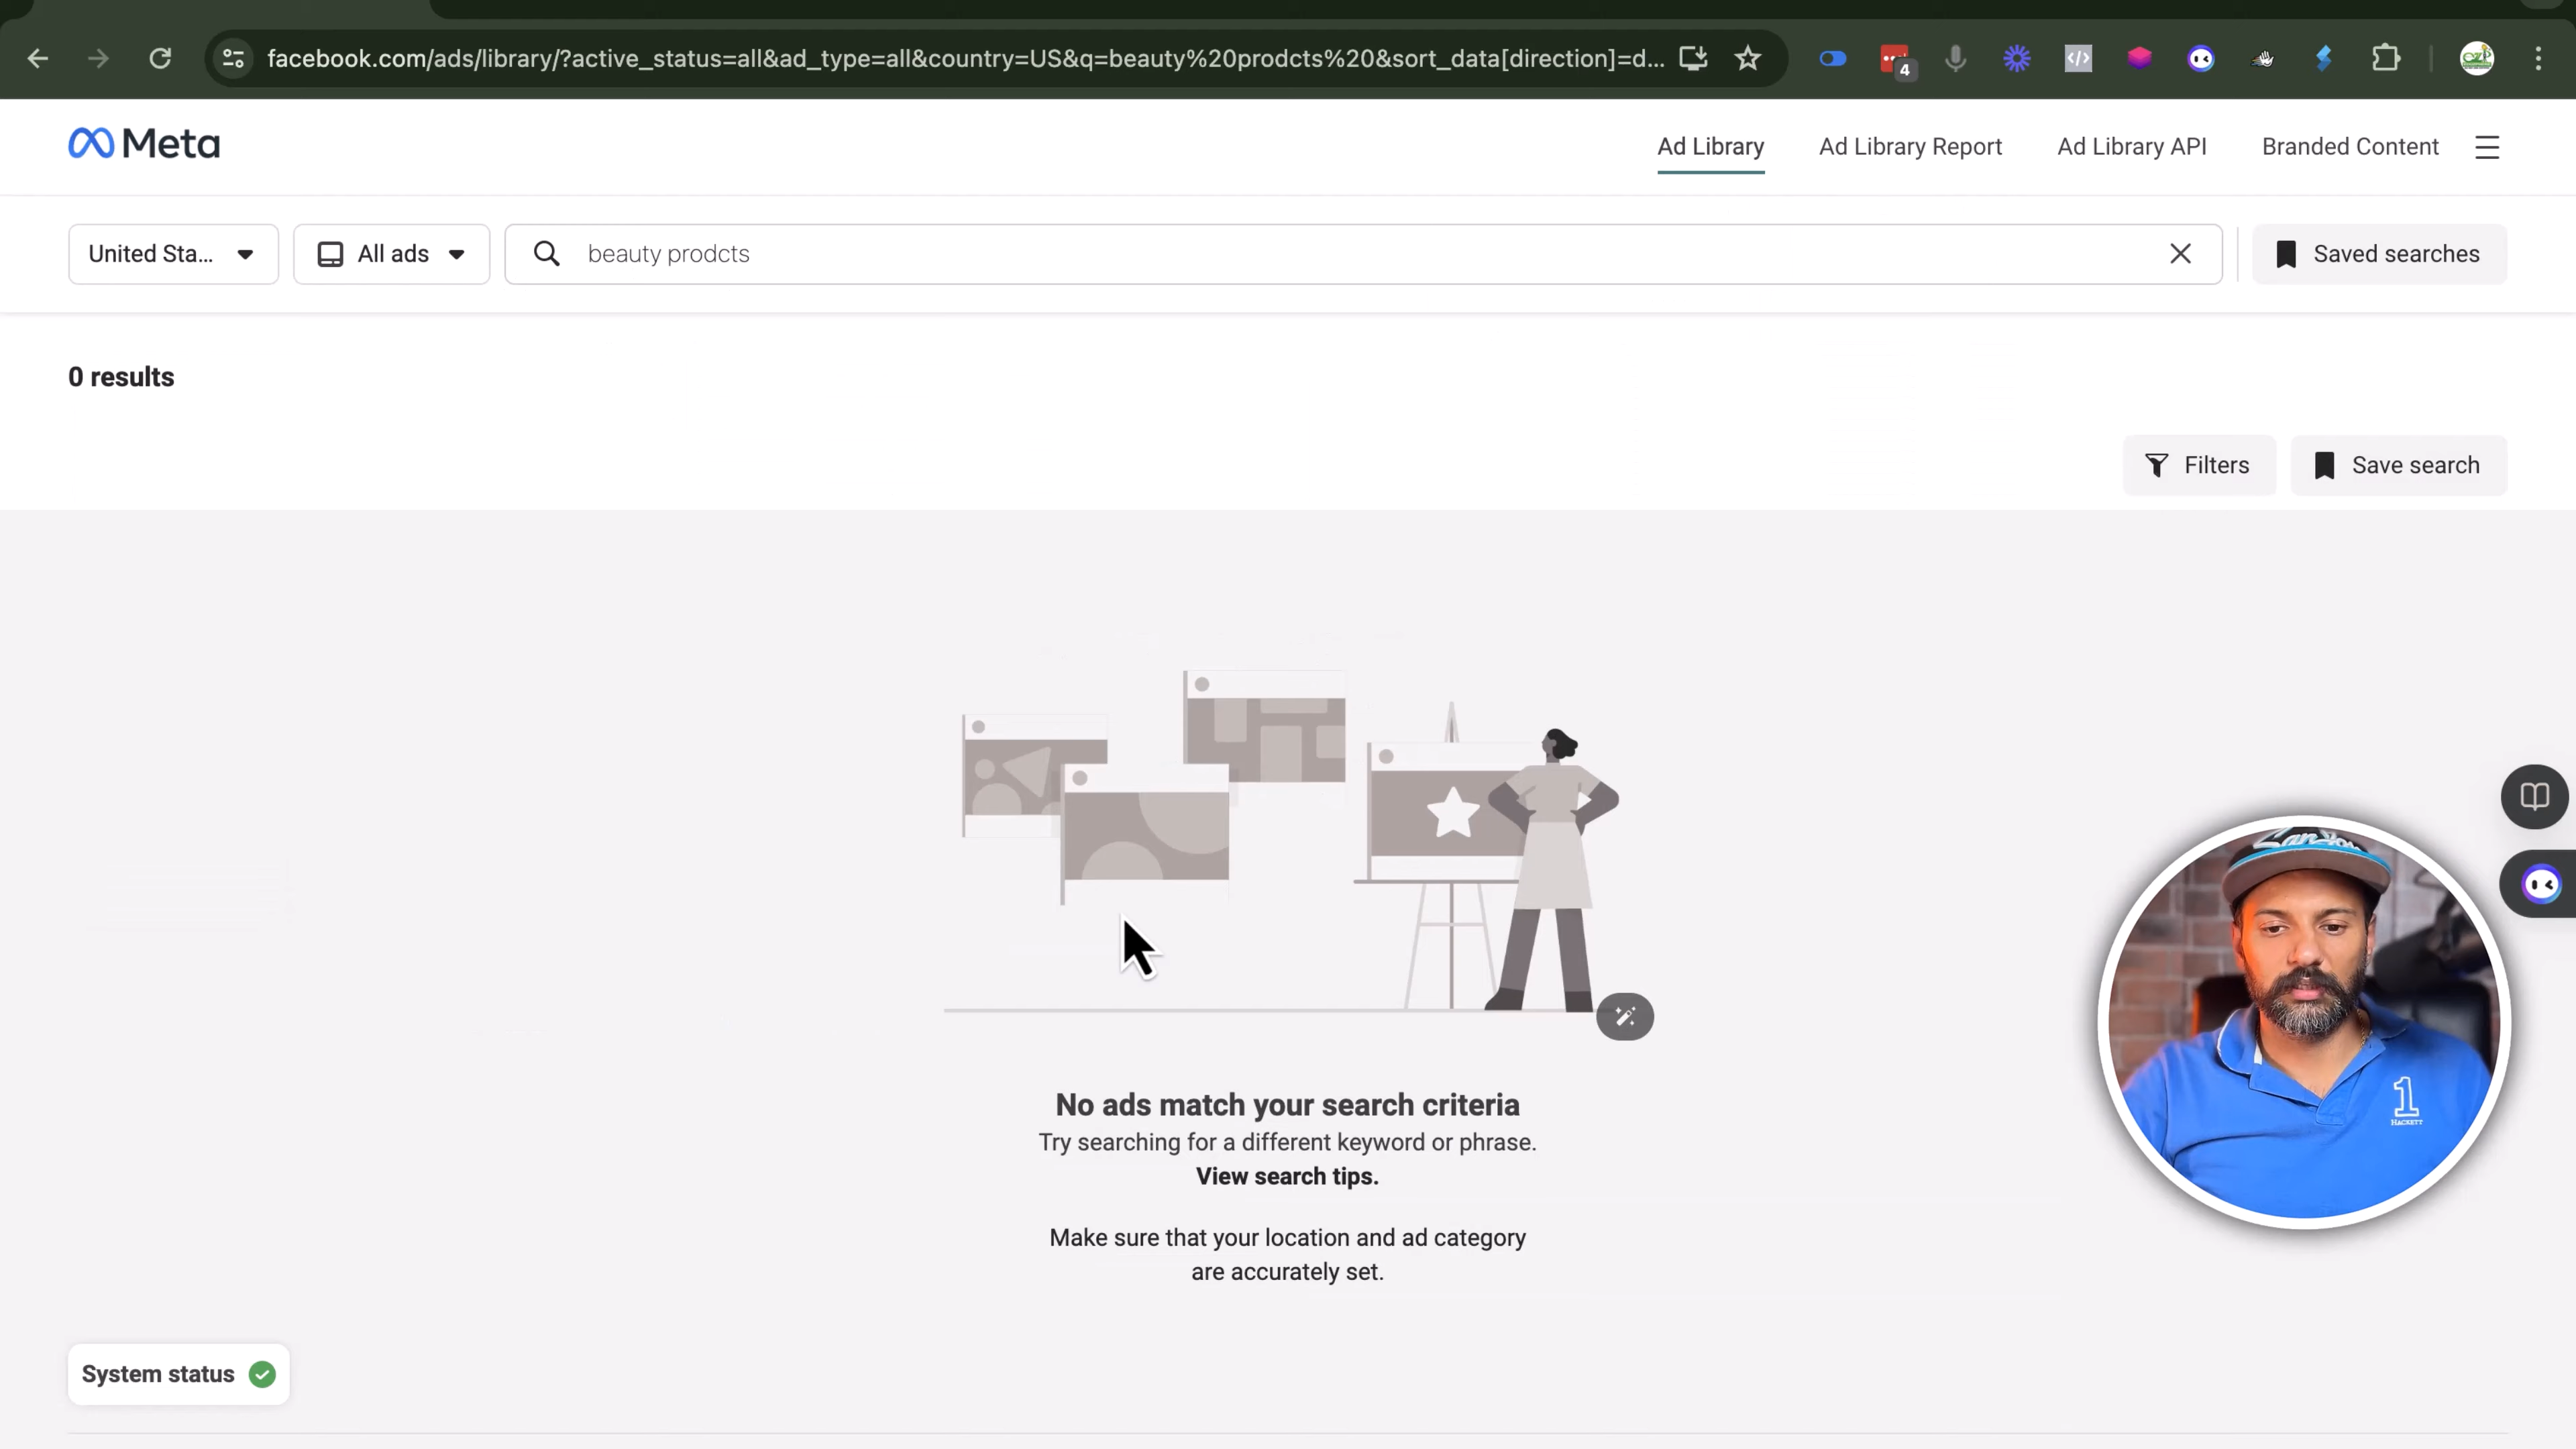 facebook.com/ads/library/?active_status=all&ad_type=all&country=US&q=beauty%20prodcts%20&sort_data[direction]=d...
4
Meta
Ad Library
Ad Library Report
Ad Library API
Branded Content
United Sta...
All ads
beauty prodcts
Saved searches
0 results
Filters
Save search
No ads match your search criteria
Try searching for a different keyword or phrase.
View search tips.
Make sure that your location and ad category
are accurately set.
System status
1
HACKETT